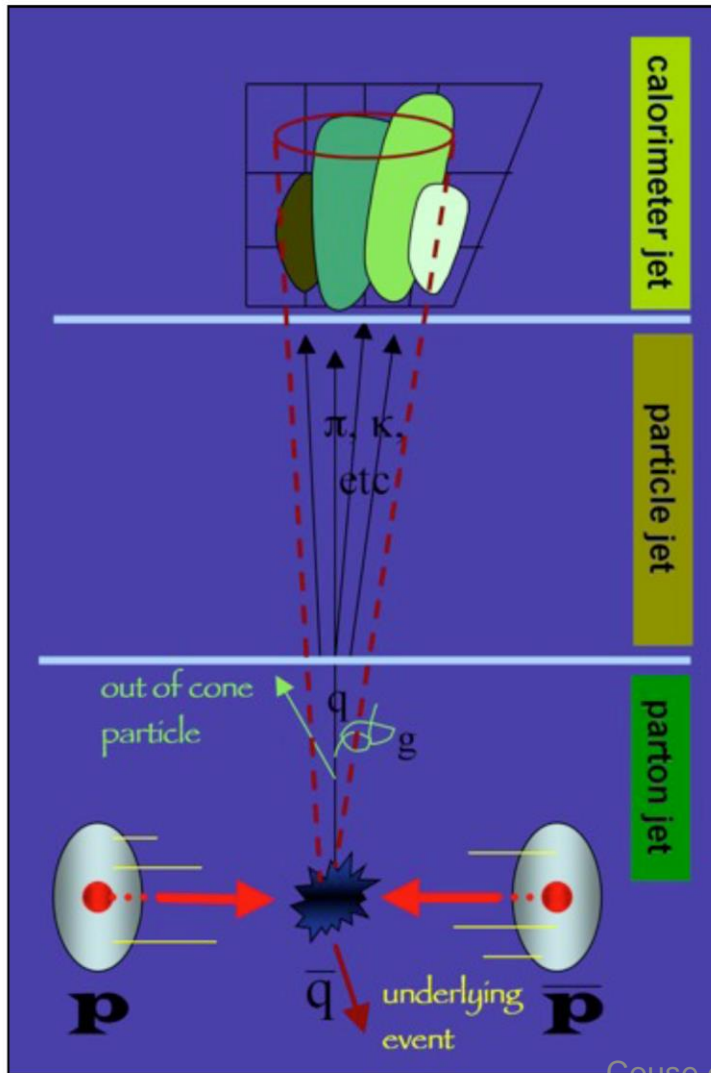 calorimeter jet
π, κ,
etc
particle jet
out of cone
particle
q
g
parton jet
p
q̅
underlying
event
p̅